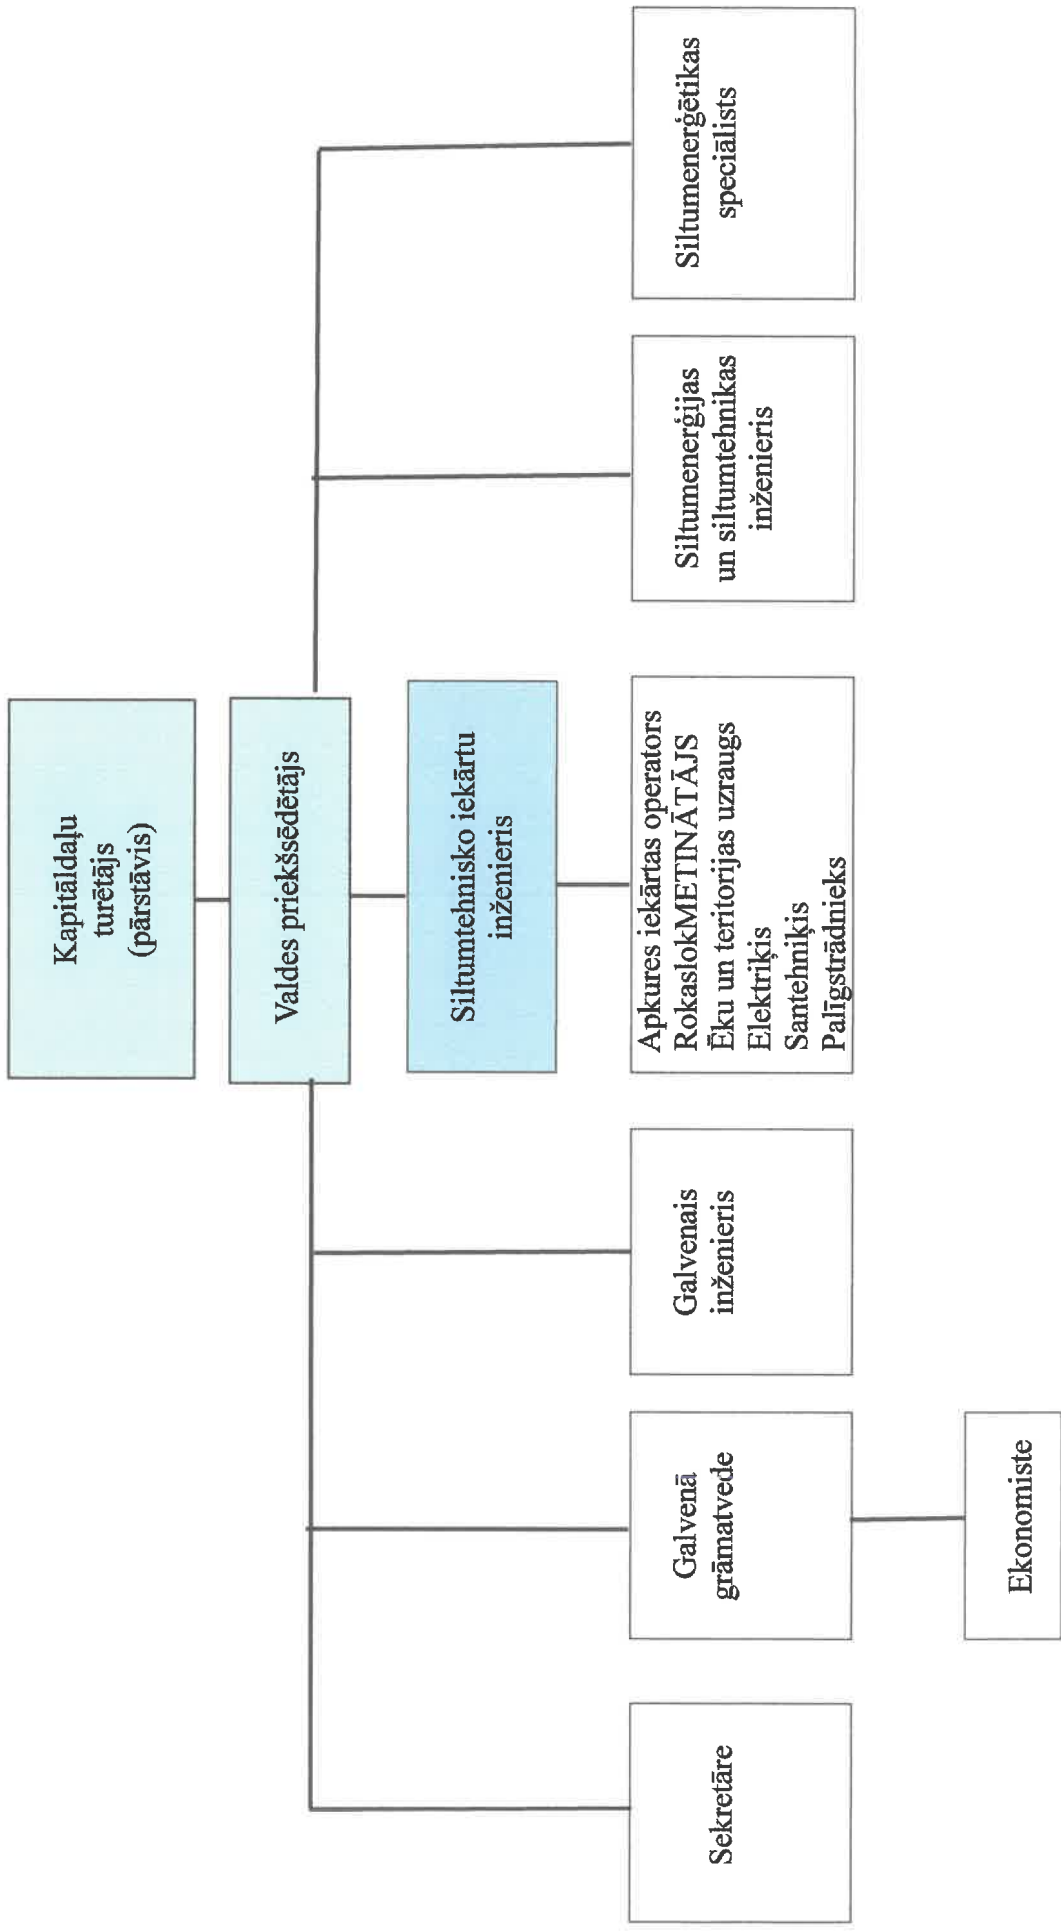 Kapitāldaļu
turētājs
(pārstāvis)
Valdes priekšsēdētājs
Siltumtehnisko iekārtu
inženieris
Sekretāre
Galvenā
grāmatvede
Galvenais
inženieris
Apkures iekārtas operators
RokaslokMETINĀTĀJS
Ēku un teritorijas uzraugs
Elektriķis
Santehniķis
Palīgstrādnieks
Siltumenerģijas
un siltumtehnikas
inženieris
Siltumenerģētikas
speciālists
Ekonomiste